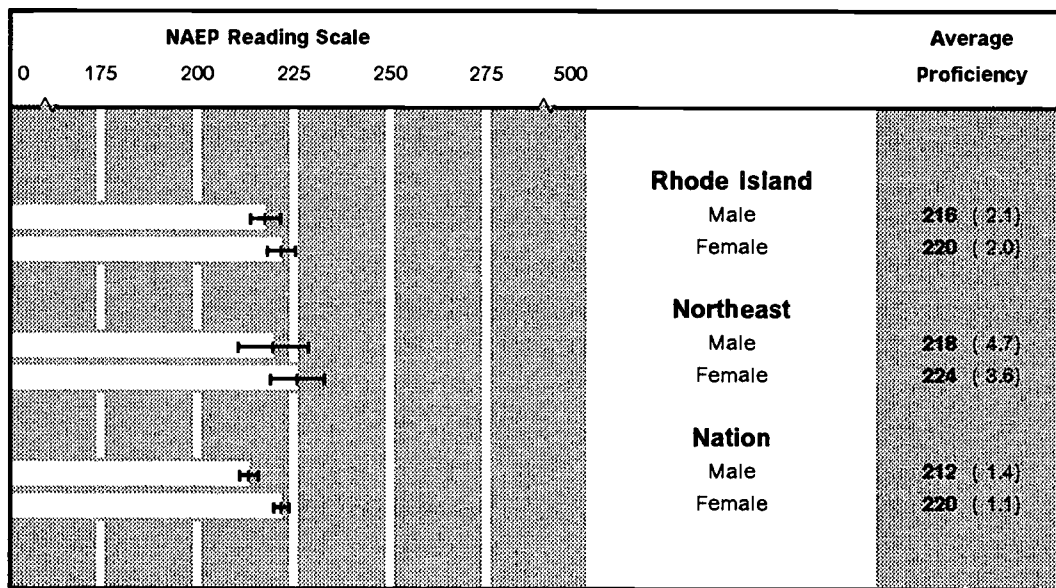 NAEP Reading Scale Average
0 175 200 225 250 275 500 Proficiency
Rhode Island
Male 216 ( 2.1)
Female 220 ( 2.0)
Northeast
Male 218 ( 4.7)
Female 224 ( 3.6)
Nation
Male 212 ( 1.4)
Female 220 ( 1.1)